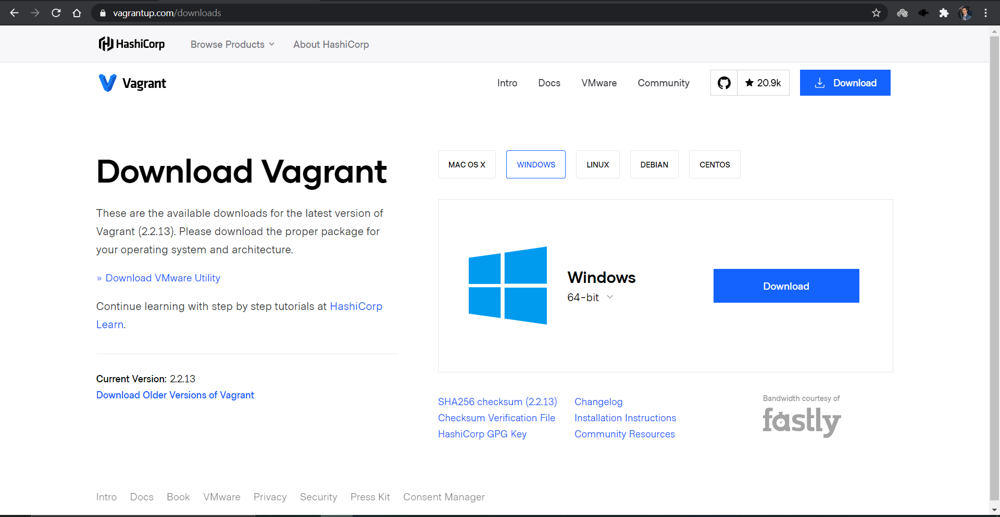 vagrantup.com/downloads
HashiCorp Browse Products About HashiCorp
Vagrant Intro Docs VMware Community 20.9k Download
MAC OS X WINDOWS LINUX DEBIAN CENTOS
Download Vagrant
These are the available downloads for the latest version of
Vagrant (2.2.13). Please download the proper package for
your operating system and architecture.
» Download VMware Utility
Continue learning with step by step tutorials at HashiCorp
Learn.
Current Version: 2.2.13
Download Older Versions of Vagrant
Windows
64-bit
Download
SHA256 checksum (2.2.13)
Checksum Verification File
HashiCorp GPG Key
Changelog
Installation Instructions
Community Resources
Bandwidth courtesy of
fastly
Intro Docs Book VMware Privacy Security Press Kit Consent Manager